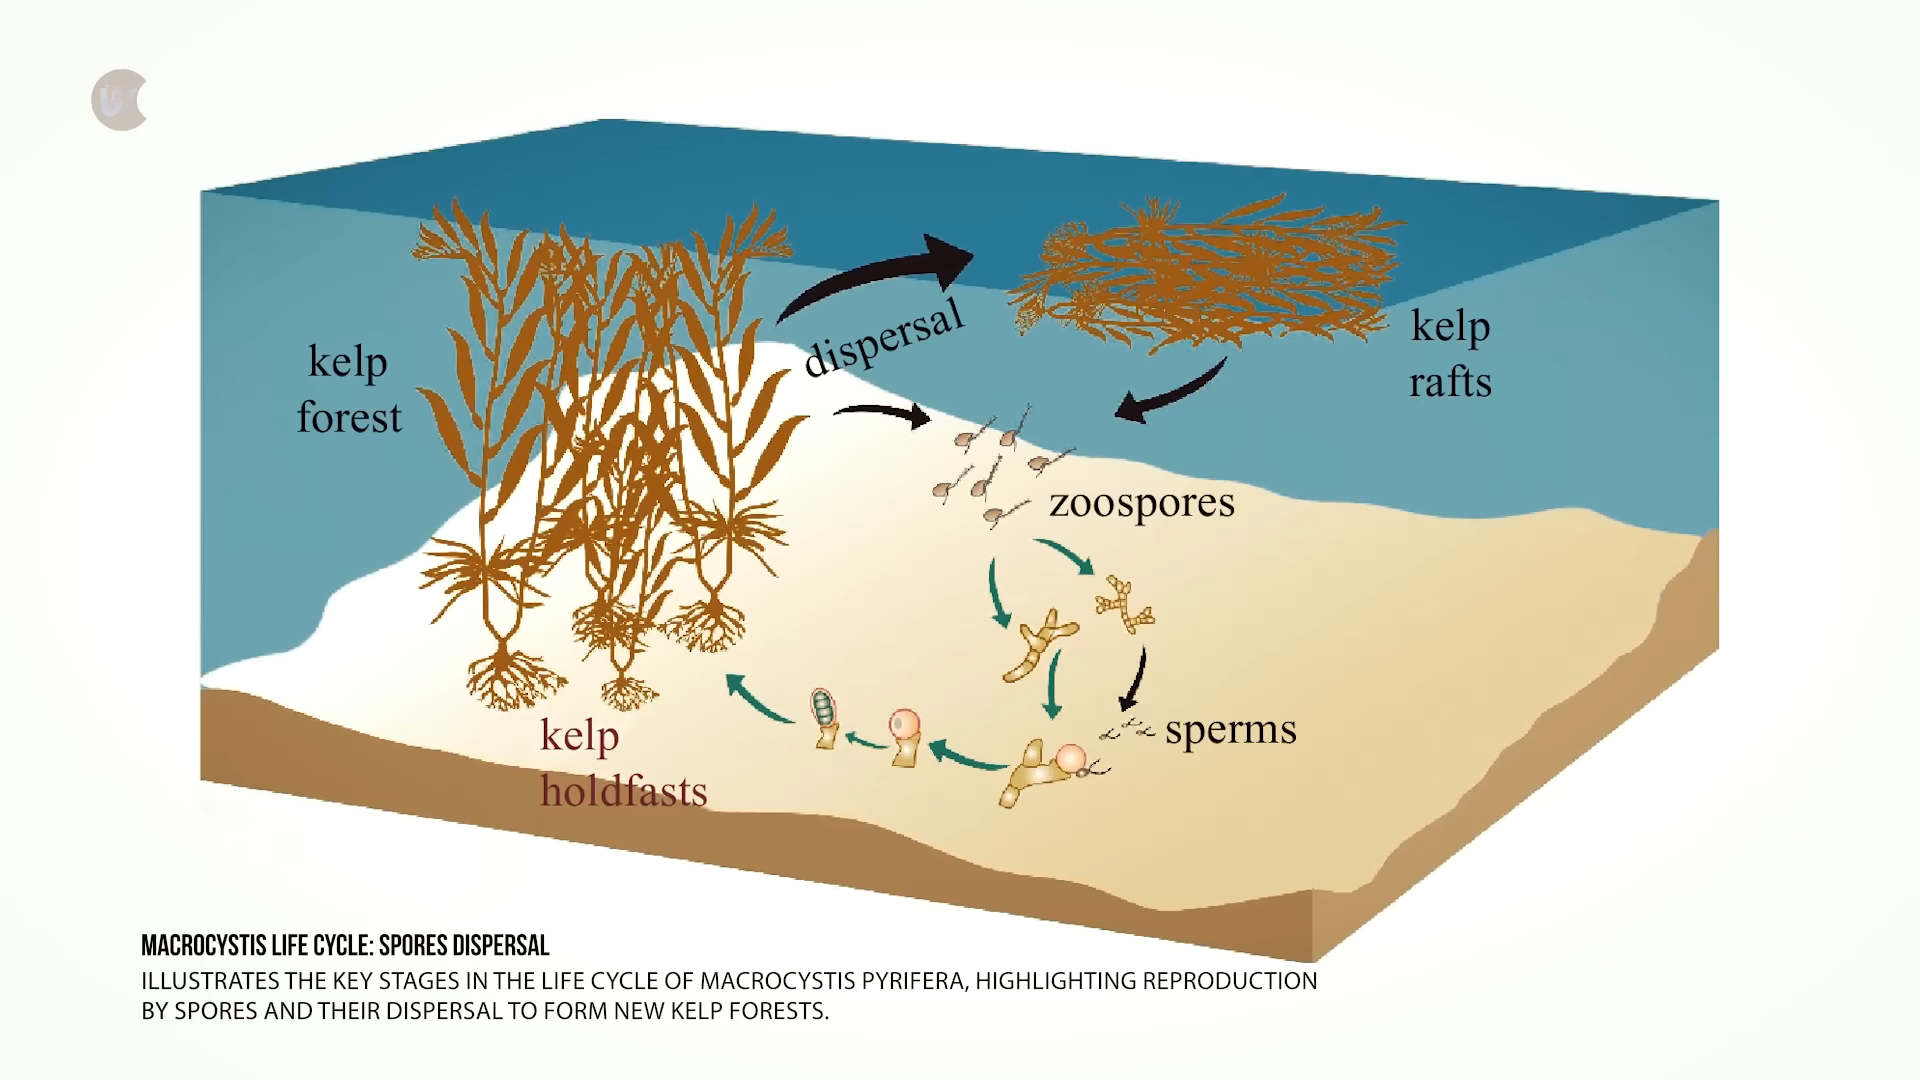 kelp
forest
dispersal
kelp
rafts
zoospores
sperms
kelp
holdfasts
MACROCYSTIS LIFE CYCLE: SPORES DISPERSAL
ILLUSTRATES THE KEY STAGES IN THE LIFE CYCLE OF MACROCYSTIS PYRIFERA, HIGHLIGHTING REPRODUCTION
BY SPORES AND THEIR DISPERSAL TO FORM NEW KELP FORESTS.